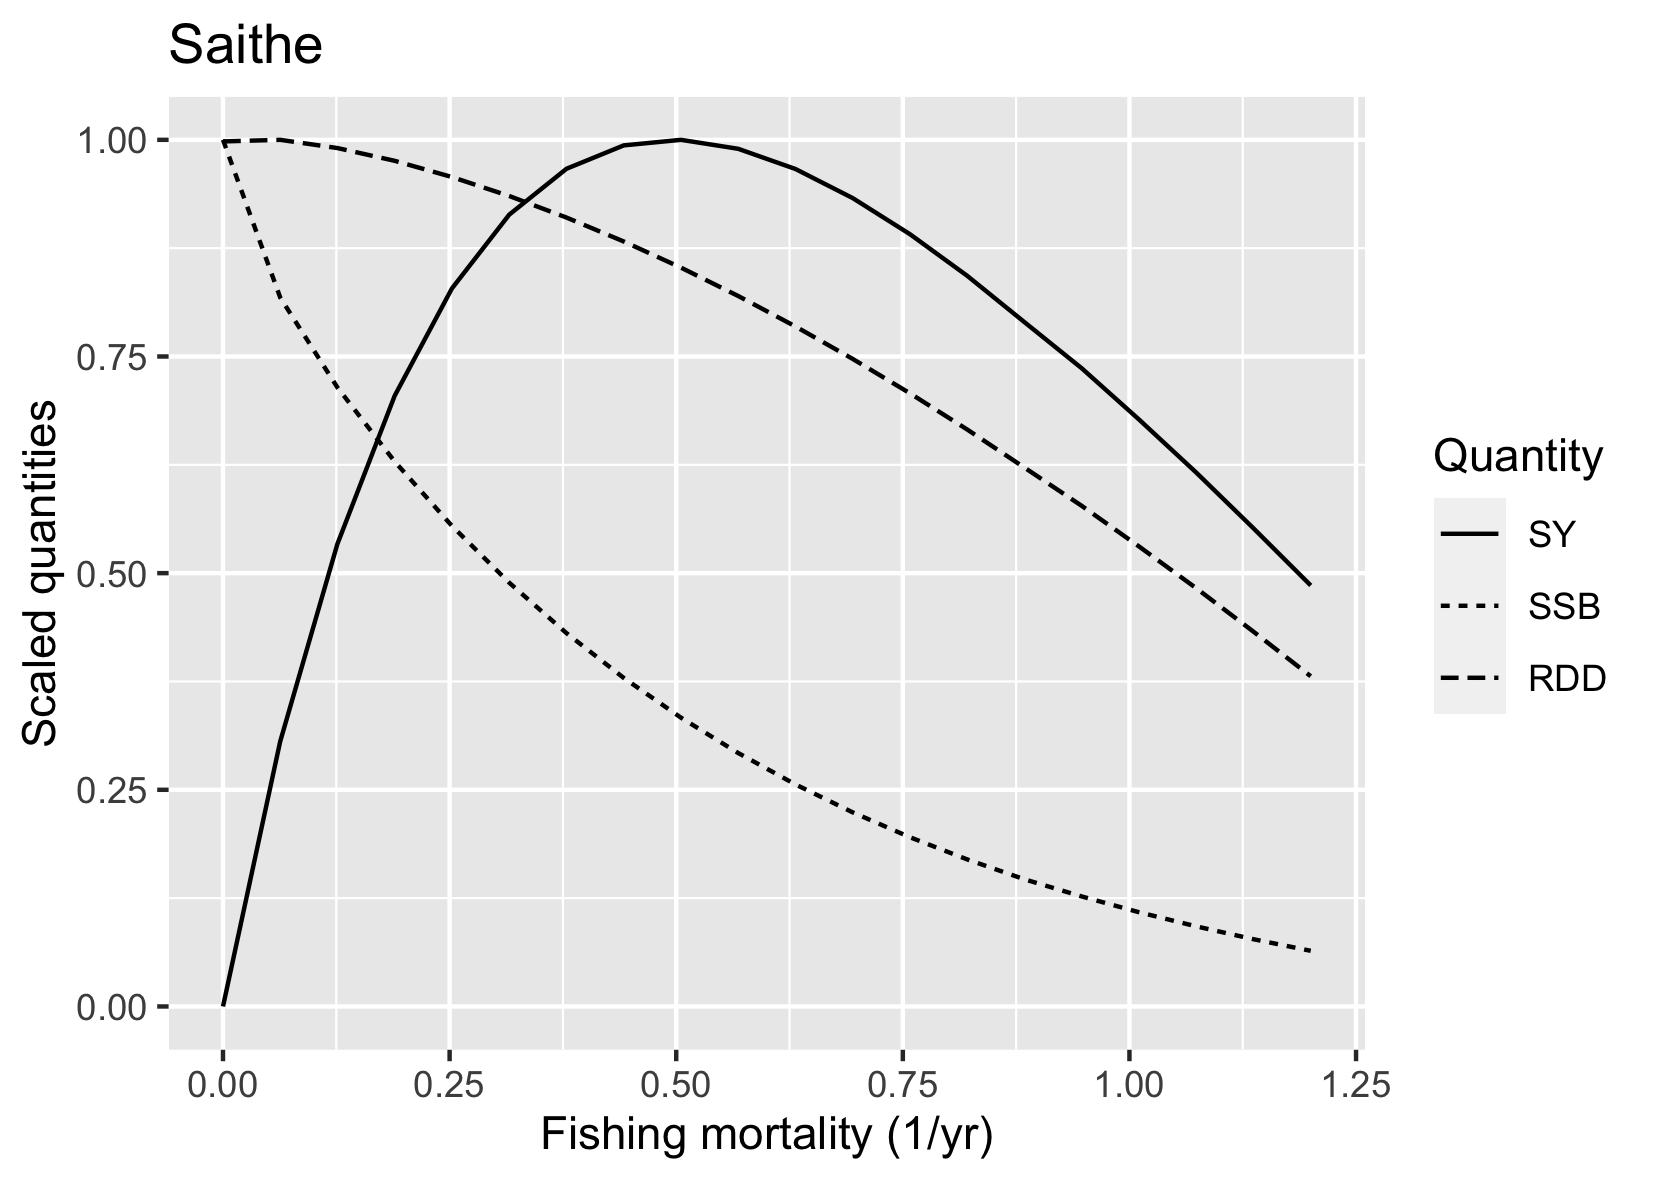 Saithe
1.00
0.75
0.50
0.25
0.00
Scaled quantities
0.00 0.25 0.50 0.75 1.00 1.25
Fishing mortality (1/yr)
Quantity
SY
SSB
RDD